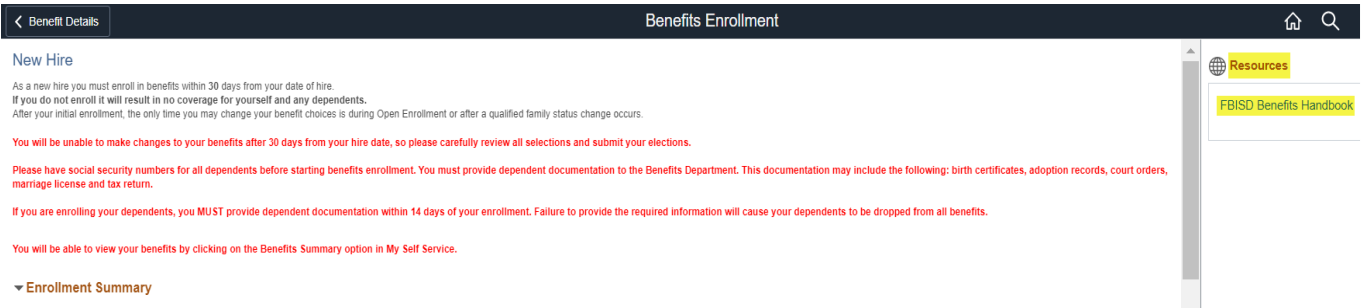 Benefit Details
Benefits Enrollment
New Hire
As a new hire you must enroll in benefits within 30 days from your date of hire.
If you do not enroll it will result in no coverage for yourself and any dependents.
After your initial enrollment, the only time you may change your benefit choices is during Open Enrollment or after a qualified family status change occurs.
You will be unable to make changes to your benefits after 30 days from your hire date, so please carefully review all selections and submit your elections.
Please have social security numbers for all dependents before starting benefits enrollment. You must provide dependent documentation to the Benefits Department. This documentation may include the following: birth certificates, adoption records, court orders,
marriage license and tax return.
If you are enrolling your dependents, you MUST provide dependent documentation within 14 days of your enrollment. Failure to provide the required information will cause your dependents to be dropped from all benefits.
You will be able to view your benefits by clicking on the Benefits Summary option in My Self Service.
Enrollment Summary
Resources
FBISD Benefits Handbook